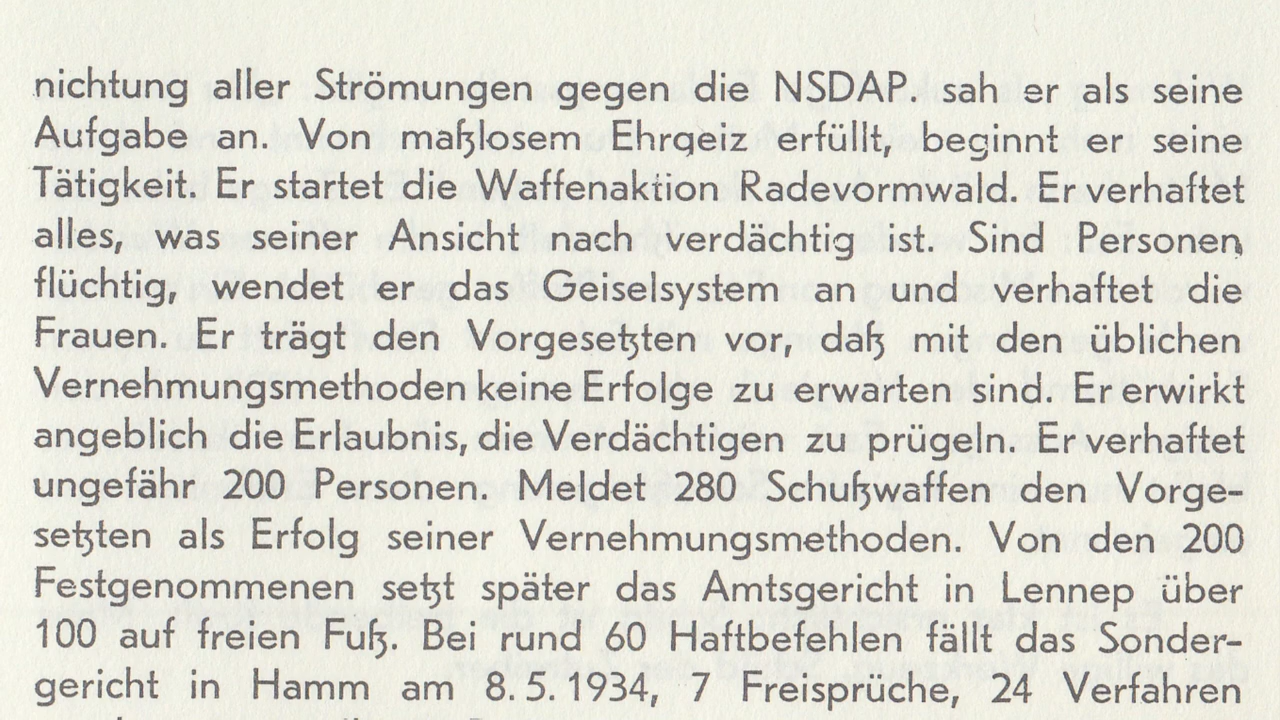 nichtung aller Strömungen gegen die NSDAP. sah er als seine
Aufgabe an. Von maßlosem Ehrgeiz erfüllt, beginnt er seine
Tätigkeit. Er startet die Waffenaktion Radevormwald. Er verhaftet
alles, was seiner Ansicht nach verdächtig ist. Sind Personen
flüchtig, wendet er das Geiselsystem an und verhaftet die
Frauen. Er trägt den Vorgesetzten vor, daß mit den üblichen
Vernehmungsmethoden keine Erfolge zu erwarten sind. Er erwirkt
angeblich die Erlaubnis, die Verdächtigen zu prügeln. Er verhaftet
ungefähr 200 Personen. Meldet 280 Schußwaffen den Vorge-
setzten als Erfolg seiner Vernehmungsmethoden. Von den 200
Festgenommenen setzt später das Amtsgericht in Lennep über
100 auf freien Fuß. Bei rund 60 Haftbefehlen fällt das Sonder-
gericht in Hamm am 8. 5. 1934, 7 Freisprüche, 24 Verfahren